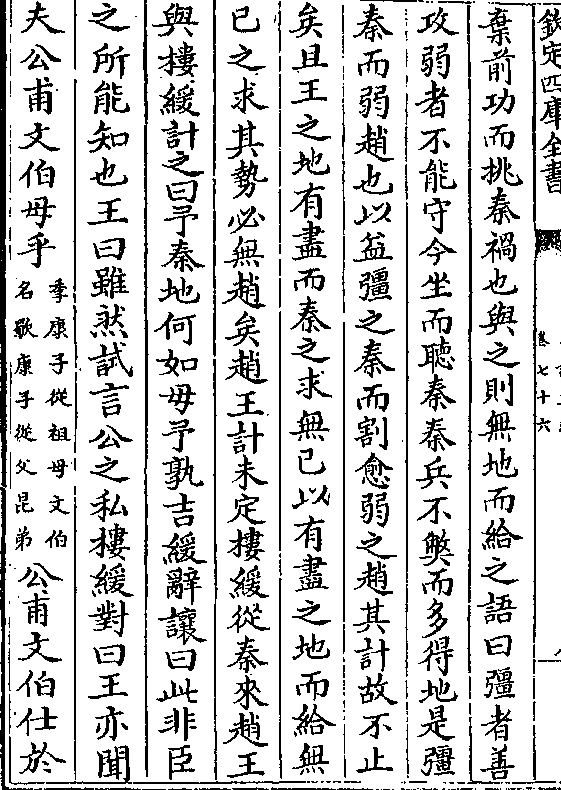 欽定四庫全書
卷七十六
棄前功而挑秦禍也與之則無地而給之語曰彊者善
攻弱者不能守今坐而聽秦秦兵不獘而多得地是彊
秦而弱趙也以益彊之秦而割愈弱之趙其計故不止
矣且王之地有盡而秦之求無已以有盡之地而給無
已之求其勢必無趙矣趙王計未定樓緩從秦來趙王
與樓緩計之曰予秦地何如毋予孰吉緩辭讓曰此非臣
之所能知也王曰雖然試言公之私樓緩對曰王亦聞
夫公甫文伯母乎
季康子從祖母文伯
名歜康子從父昆弟
公甫文伯仕於